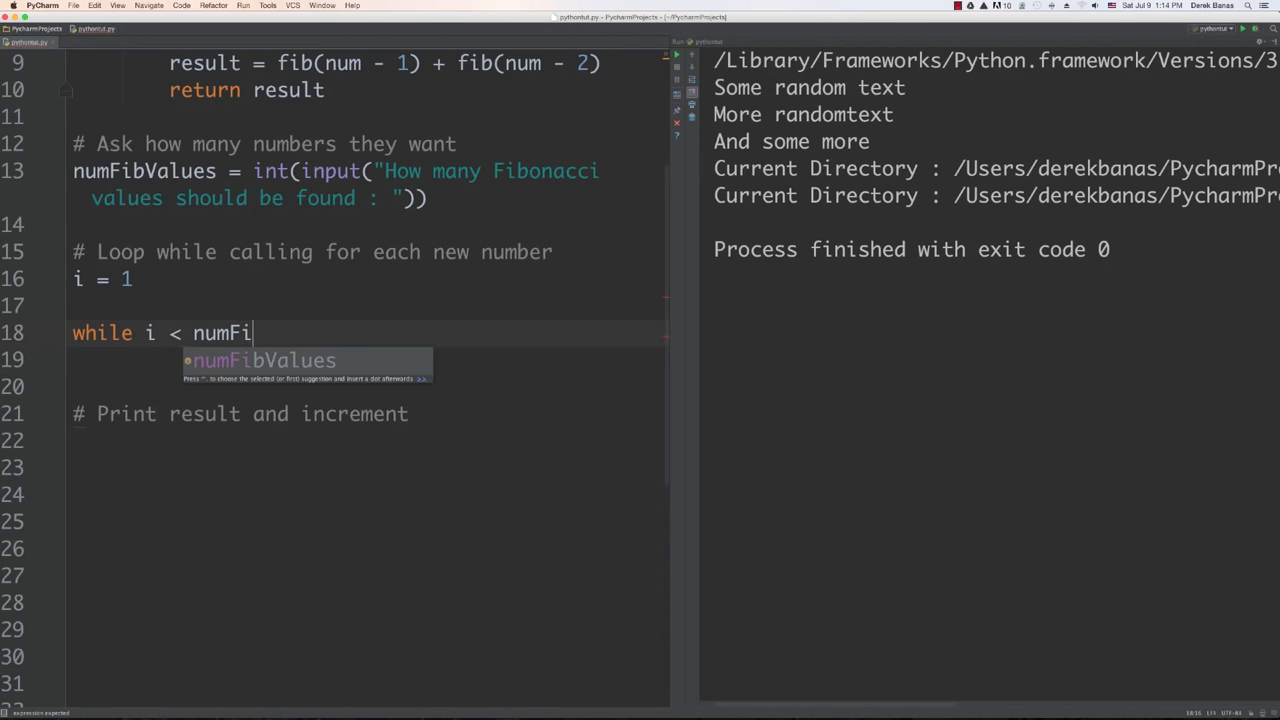 PyCharm File Edit View Navigate Code Refactor Run Tools VCS Window Help
10 Sat Jul 9 1:14 PM Derek Banas
pythontut.py - PycharmProjects - [~/PycharmProjects]
PycharmProjects pythontut.py
pythontut
pythontut.py
Run pythontut
9 result = fib(num - 1) + fib(num - 2)
10 return result
11
12 # Ask how many numbers they want
13 numFibValues = int(input("How many Fibonacci
values should be found : "))
14
15 # Loop while calling for each new number
16 i = 1
17
18 while i < numFi
19 numFibValues
Press ^. to choose the selected (or first) suggestion and insert a dot afterwards >>
20
21 # Print result and increment
22
23
24
25
26
27
28
29
30
31
/Library/Frameworks/Python.framework/Versions/3
Some random text
More randomtext
And some more
Current Directory : /Users/derekbanas/PycharmPr
Current Directory : /Users/derekbanas/PycharmPr
Process finished with exit code 0
expression expected
18:16 LF÷ UTF-8÷